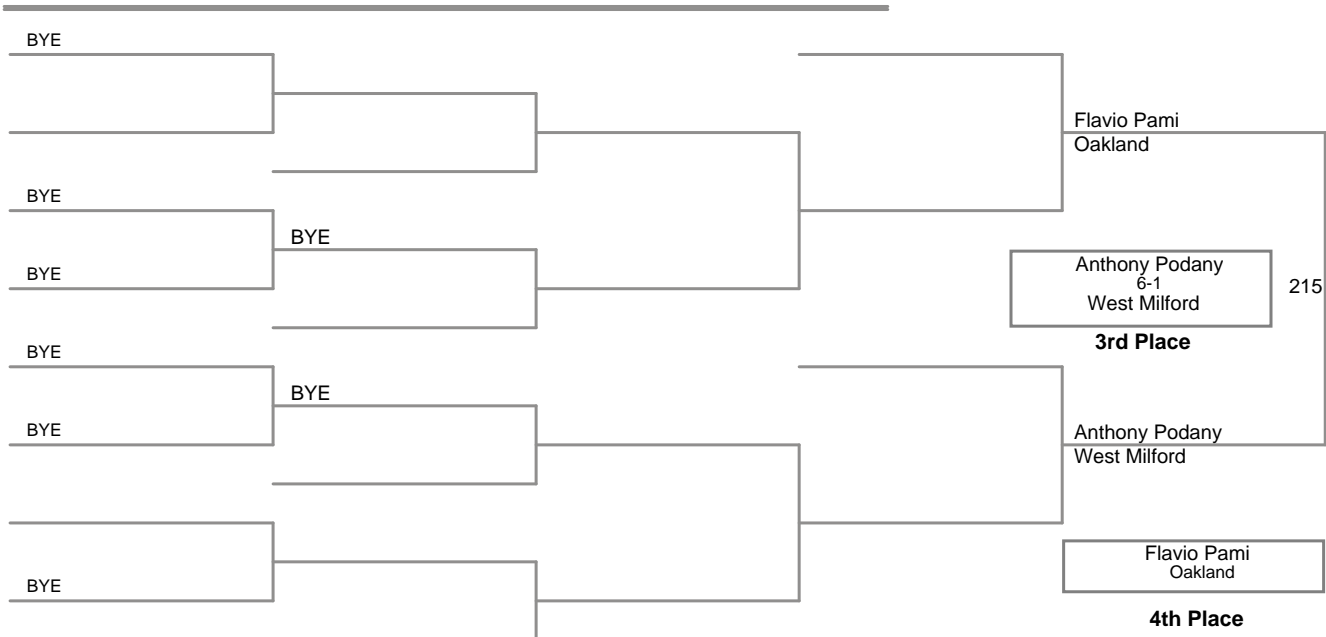 BYE
Flavio Pami
Oakland
BYE
BYE
BYE
Anthony Podany
6-1
West Milford
215
3rd Place
BYE
BYE
BYE
Anthony Podany
West Milford
Flavio Pami
Oakland
BYE
4th Place